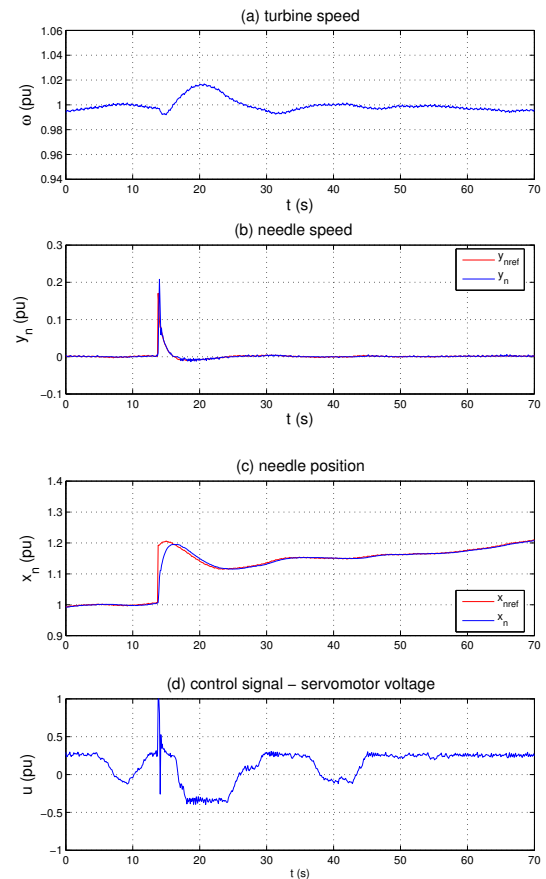 (a) turbine speed
1.06
1.04
1.02
1
0.98
0.96
0.94
ω (pu)
0 10 20 30 40 50 60 70
t (s)
(b) needle speed
0.3
0.2
0.1
0
−0.1
y_n (pu)
y_nref
y_n
0 10 20 30 40 50 60 70
t (s)
(c) needle position
1.4
1.3
1.2
1.1
1
0.9
x_n (pu)
x_nref
x_n
0 10 20 30 40 50 60 70
t (s)
(d) control signal − servomotor voltage
1
0.5
0
−0.5
−1
u (pu)
0 10 20 30 40 50 60 70
t (s)